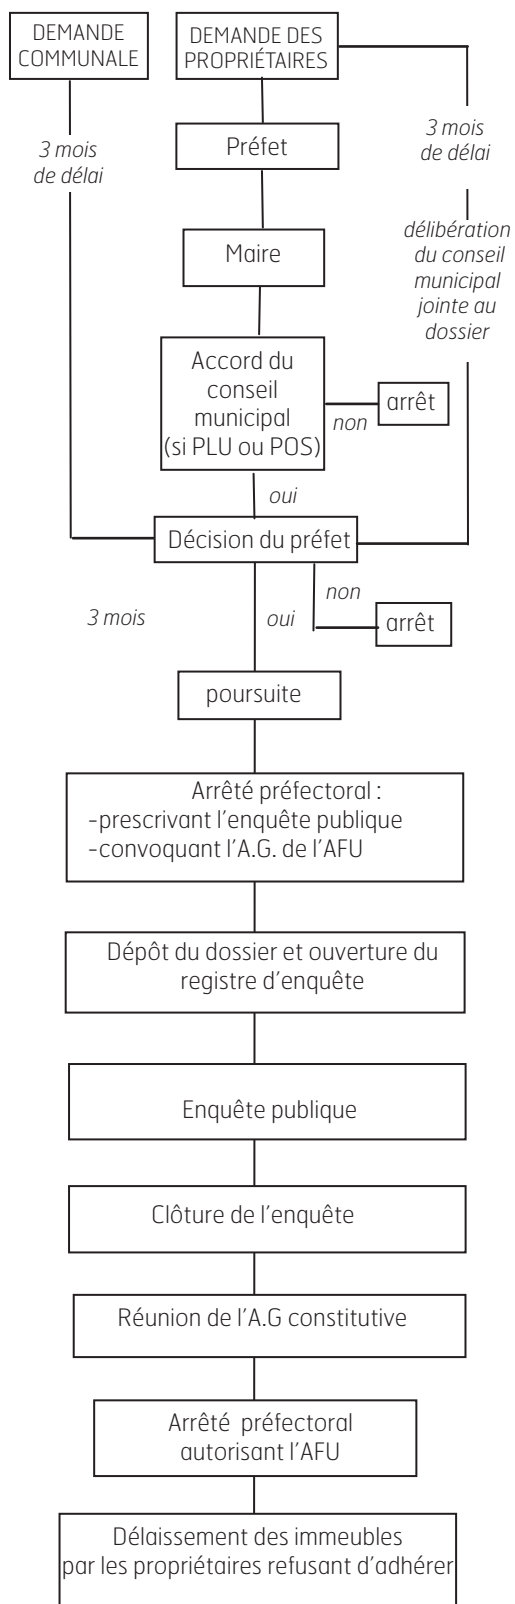 DEMANDE
COMMUNALE
DEMANDE DES
PROPRIÉTAIRES
3 mois
de délai
Préfet
3 mois
de délai
Maire
délibération
du conseil
municipal
jointe au
dossier
Accord du
conseil
municipal
(si PLU ou POS)
non
arrêt
oui
Décision du préfet
3 mois
oui
non
arrêt
poursuite
Arrêté préfectoral :
-prescrivant l'enquête publique
-convoquant l'A.G. de l'AFU
Dépôt du dossier et ouverture du
registre d'enquête
Enquête publique
Clôture de l'enquête
Réunion de l'A.G constitutive
Arrêté préfectoral
autorisant l'AFU
Délaissement des immeubles
par les propriétaires refusant d'adhérer